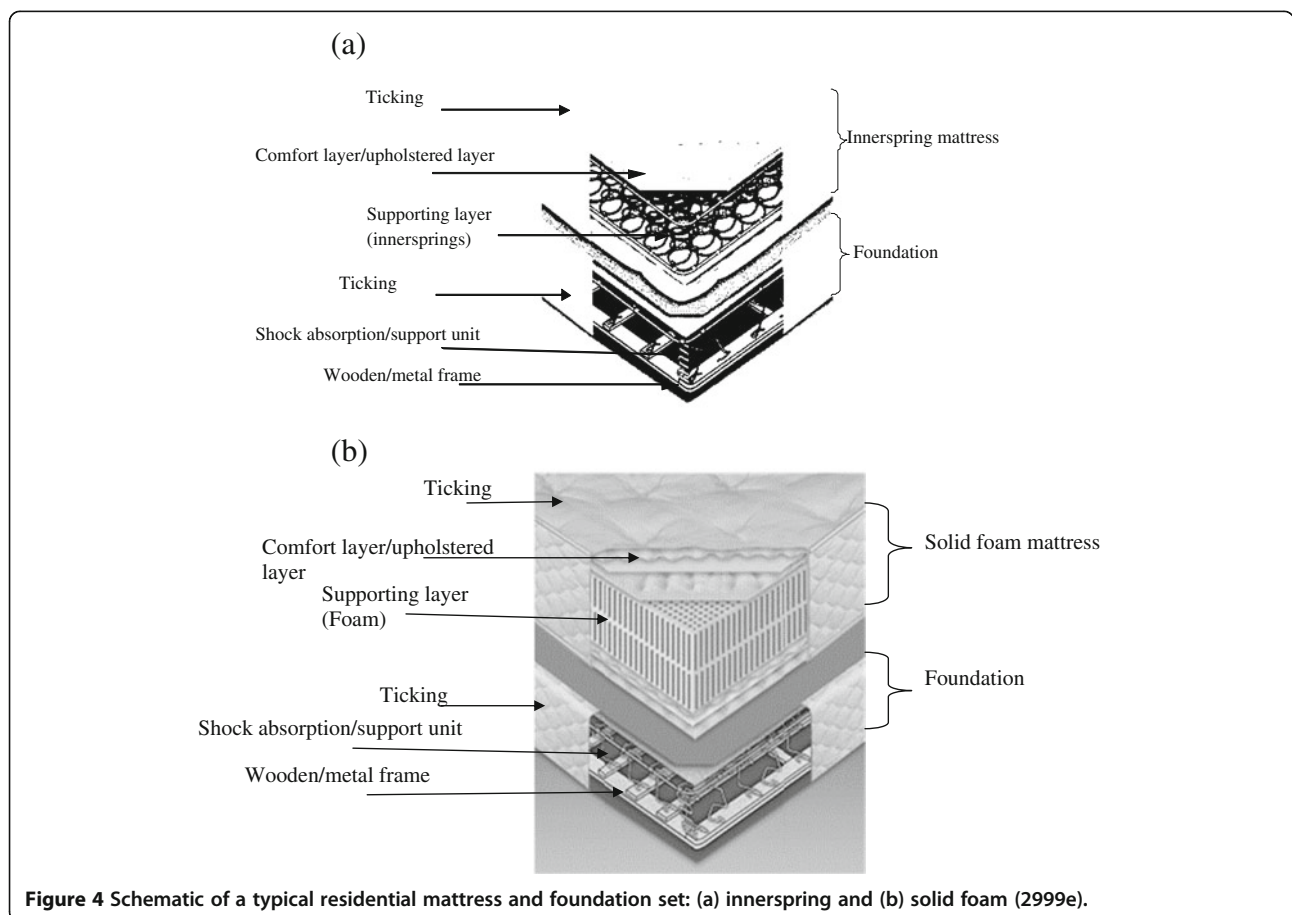 (a)
Ticking
Innerspring mattress
Comfort layer/upholstered layer
Supporting layer
(innersprings)
Foundation
Ticking
Shock absorption/support unit
Wooden/metal frame
(b)
Ticking
Solid foam mattress
Comfort layer/upholstered
layer
Supporting layer
(Foam)
Foundation
Ticking
Shock absorption/support unit
Wooden/metal frame
Figure 4 Schematic of a typical residential mattress and foundation set: (a) innerspring and (b) solid foam (2999e).